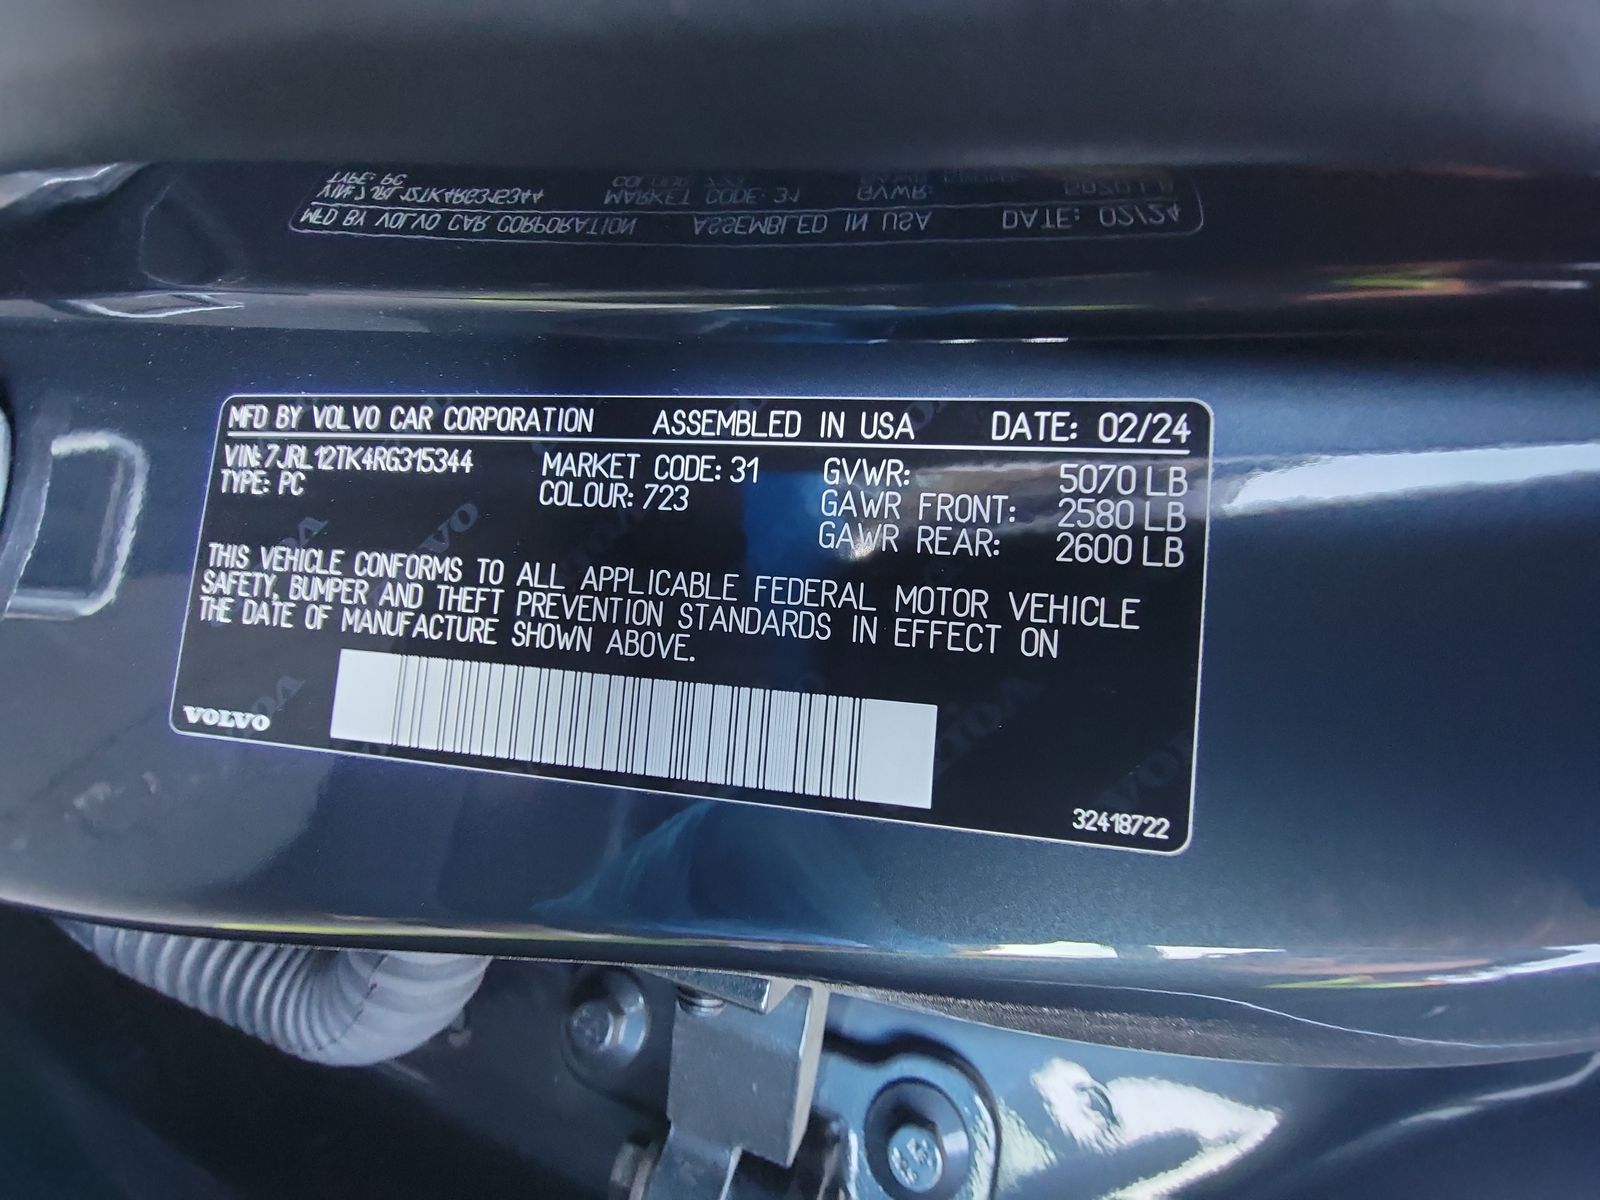 MFD BY VOLVO CAR CORPORATION ASSEMBLED IN USA DATE: 02/24
VIN: 7JRL12TK4RG315344 MARKET CODE: 31 GVWR: 5070 LB
TYPE: PC COLOUR: 723 GAWR FRONT: 2580 LB
GAWR REAR: 2600 LB
THIS VEHICLE CONFORMS TO ALL APPLICABLE FEDERAL MOTOR VEHICLE
SAFETY, BUMPER AND THEFT PREVENTION STANDARDS IN EFFECT ON
THE DATE OF MANUFACTURE SHOWN ABOVE.
VOLVO
32418722